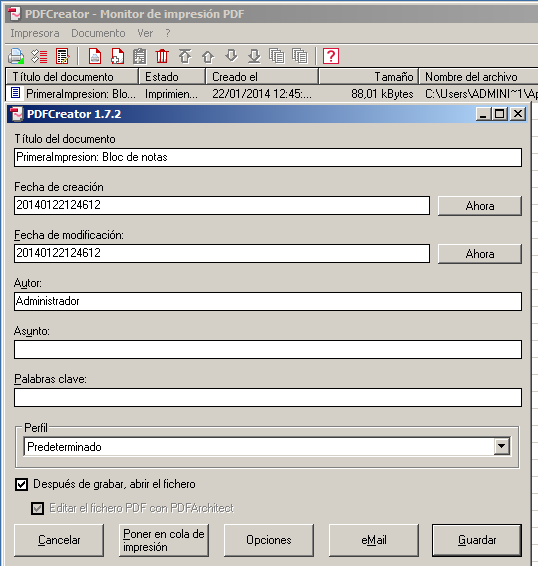 PDFCreator - Monitor de impresión PDF
Impresora Documento Ver ?
Título del documento Estado Creado el Tamaño Nombre del archivo
PrimeraImpresion: Blo... Imprimien... 22/01/2014 12:45:... 88,01 kBytes C:\Users\ADMINI~1\Ap
PDFCreator 1.7.2
Título del documento
PrimeraImpresion: Bloc de notas
Fecha de creación
20140122124612 Ahora
Fecha de modificación:
20140122124612 Ahora
Autor:
Administrador
Asunto:
Palabras clave:
Perfil
Predeterminado
Después de grabar, abrir el fichero
Editar el fichero PDF con PDFArchitect
Cancelar Poner en cola de Opciones eMail Guardar
impresión